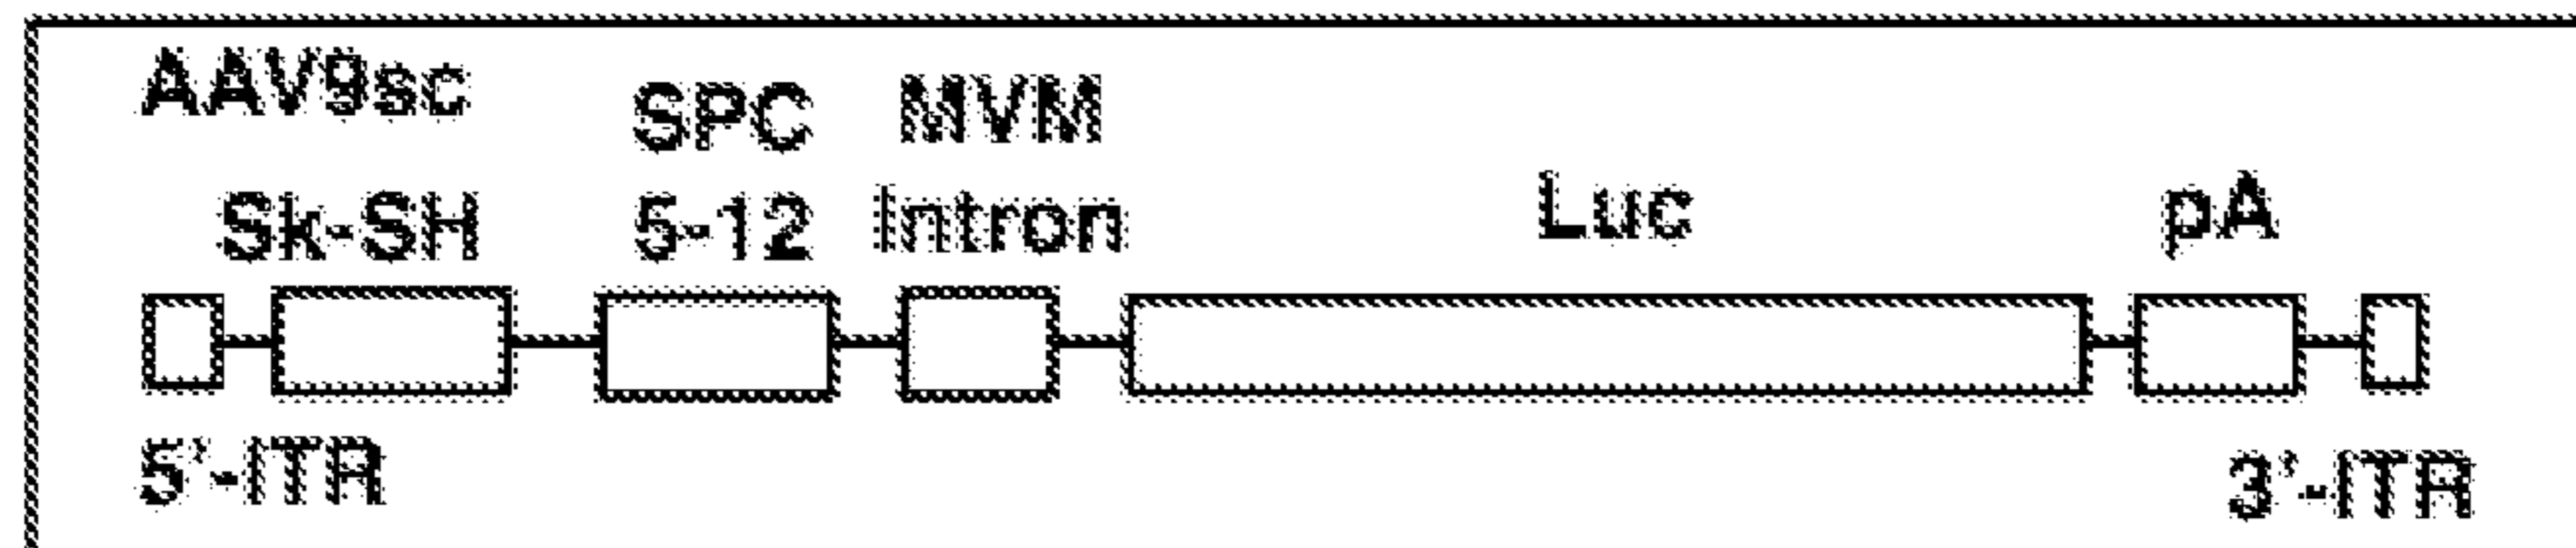 AAV9sc
SPC
5-12
MVM
Intron
Sk-SH
Luc
pA
5'-ITR
3'-ITR